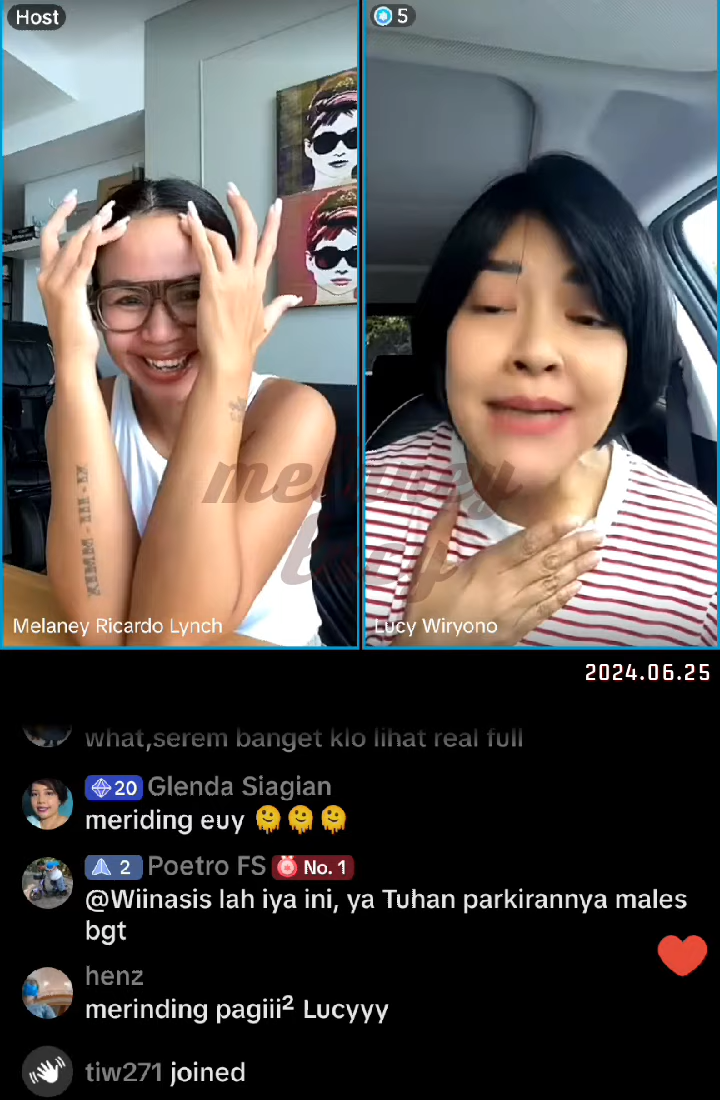 Host
5
melaney
lucy
Melaney Ricardo Lynch
Lucy Wiryono
2024.06.25
what,serem banget klo lihat real full
20 Glenda Siagian
meriding euy 🫠🫠🫠
2 Poetro FS No. 1
@Wiinasis lah iya ini, ya Tuhan parkirannya males
bgt
henz
merinding pagiii² Lucyyy
tiw271 joined